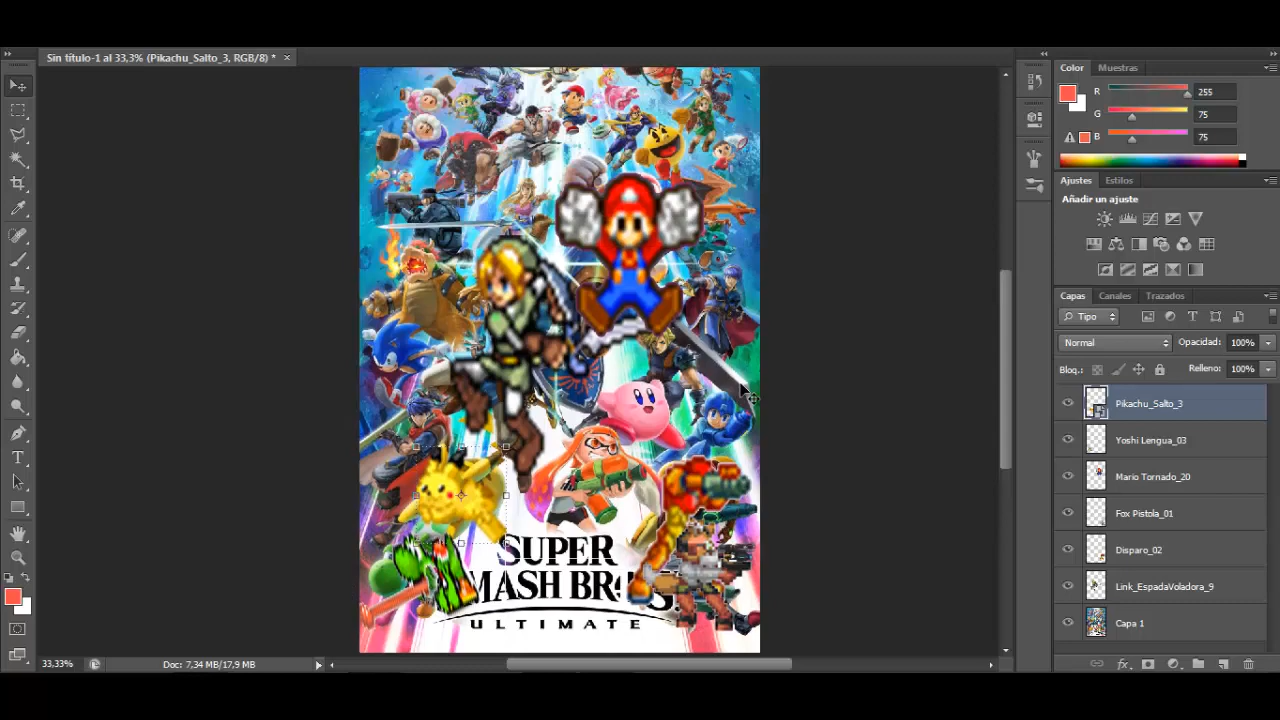 Sin título-1 al 33,3% (Pikachu_Salto_3, RGB/8) *
Color Muestras
R 255
G 75
B 75
Ajustes Estilos
Añadir un ajuste
Capas Canales Trazados
Tipo
Normal Opacidad: 100%
Bloq.: Relleno: 100%
Pikachu_Salto_3
Yoshi Lengua_03
Mario Tornado_20
Fox Pistola_01
Disparo_02
Link_EspadaVoladora_9
Capa 1
SUPER
MASH BR
S.
ULTIMATE
33,33% Doc: 7,34 MB/17,9 MB